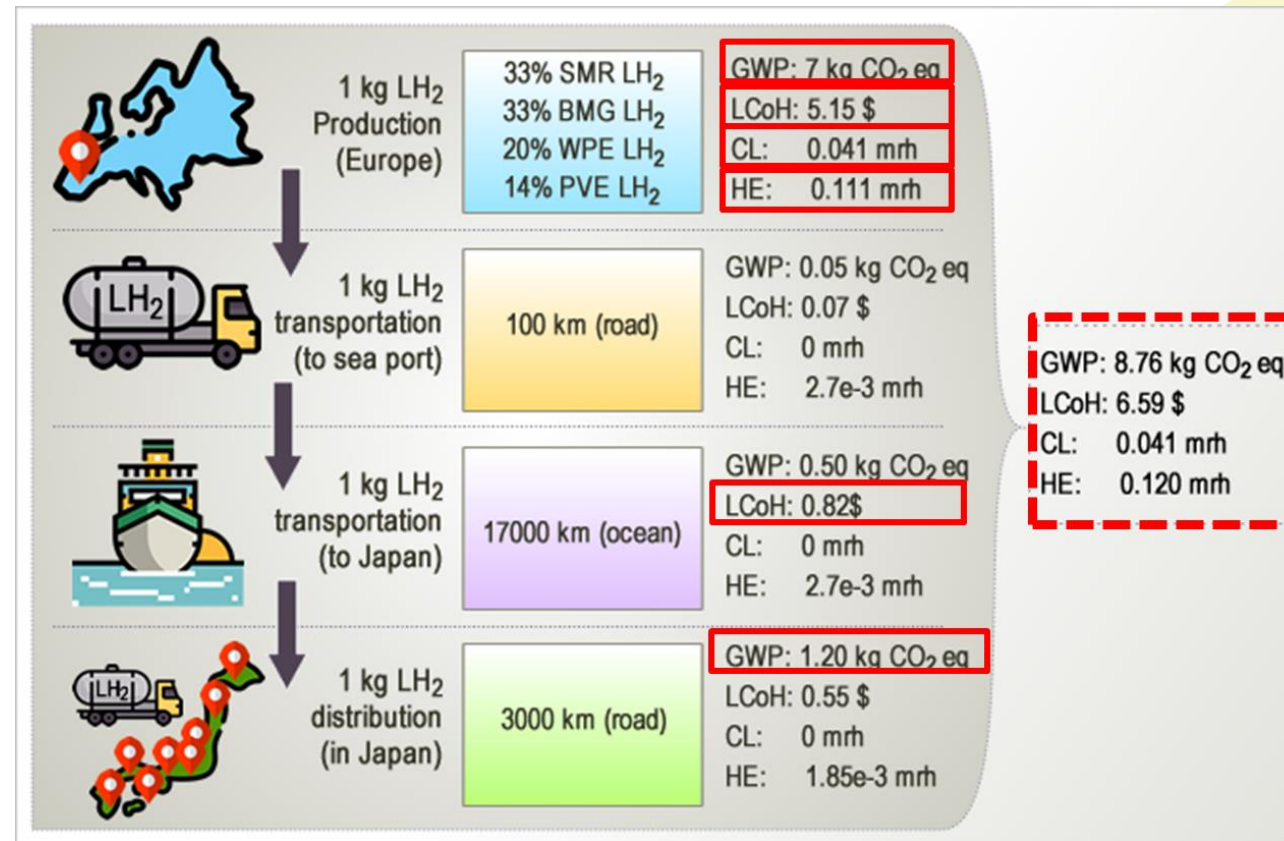 1 kg LH₂
Production
(Europe)
33% SMR LH₂
33% BMG LH₂
20% WPE LH₂
14% PVE LH₂
GWP: 7 kg CO₂ eq
LCoH: 5.15 $
CL: 0.041 mrh
HE: 0.111 mrh
LH₂
1 kg LH₂
transportation
(to sea port)
100 km (road)
GWP: 0.05 kg CO₂ eq
LCoH: 0.07 $
CL: 0 mrh
HE: 2.7e-3 mrh
1 kg LH₂
transportation
(to Japan)
17000 km (ocean)
GWP: 0.50 kg CO₂ eq
LCoH: 0.82$
CL: 0 mrh
HE: 2.7e-3 mrh
LH₂
1 kg LH₂
distribution
(in Japan)
3000 km (road)
GWP: 1.20 kg CO₂ eq
LCoH: 0.55 $
CL: 0 mrh
HE: 1.85e-3 mrh
GWP: 8.76 kg CO₂ eq
LCoH: 6.59 $
CL: 0.041 mrh
HE: 0.120 mrh